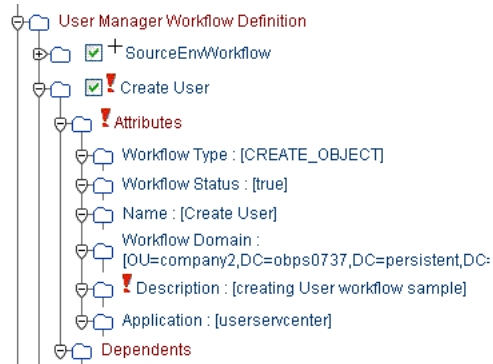 User Manager Workflow Definition
SourceEnvWorkflow
Create User
Attributes
Workflow Type : [CREATE_OBJECT]
Workflow Status : [true]
Name : [Create User]
Workflow Domain :
[OU=company2,DC=obps0737,DC=persistent,DC=
Description : [creating User workflow sample]
Application : [userservcenter]
Dependents